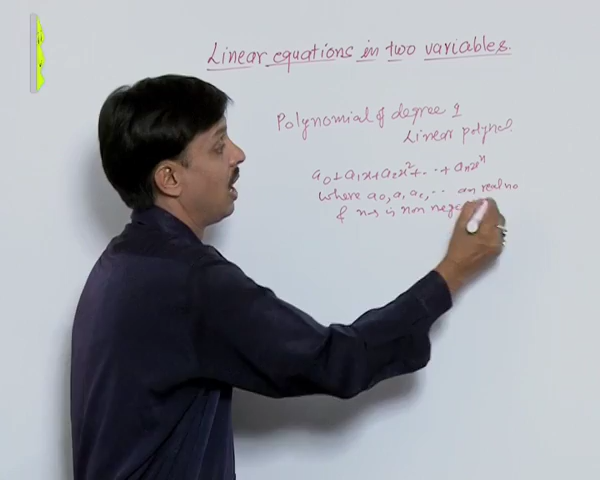 Linear equations in two variables.
Polynomial of degree 1
Linear polynol.
a0+a1x+a2x²+...+anxⁿ
where a0, a1 a2, ... an real no
& is non neg